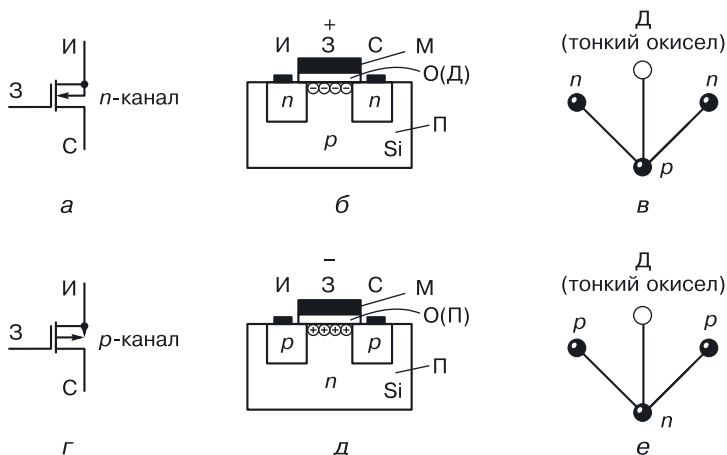 И
З
n-канал
С
а
+
И З С
М
О(Д)
n n
П
p
Si
б
Д
(тонкий окисел)
n n
p
в
И
З
p-канал
С
г
–
И З С
М
О(П)
p p
П
n
Si
д
Д
(тонкий окисел)
p p
n
е